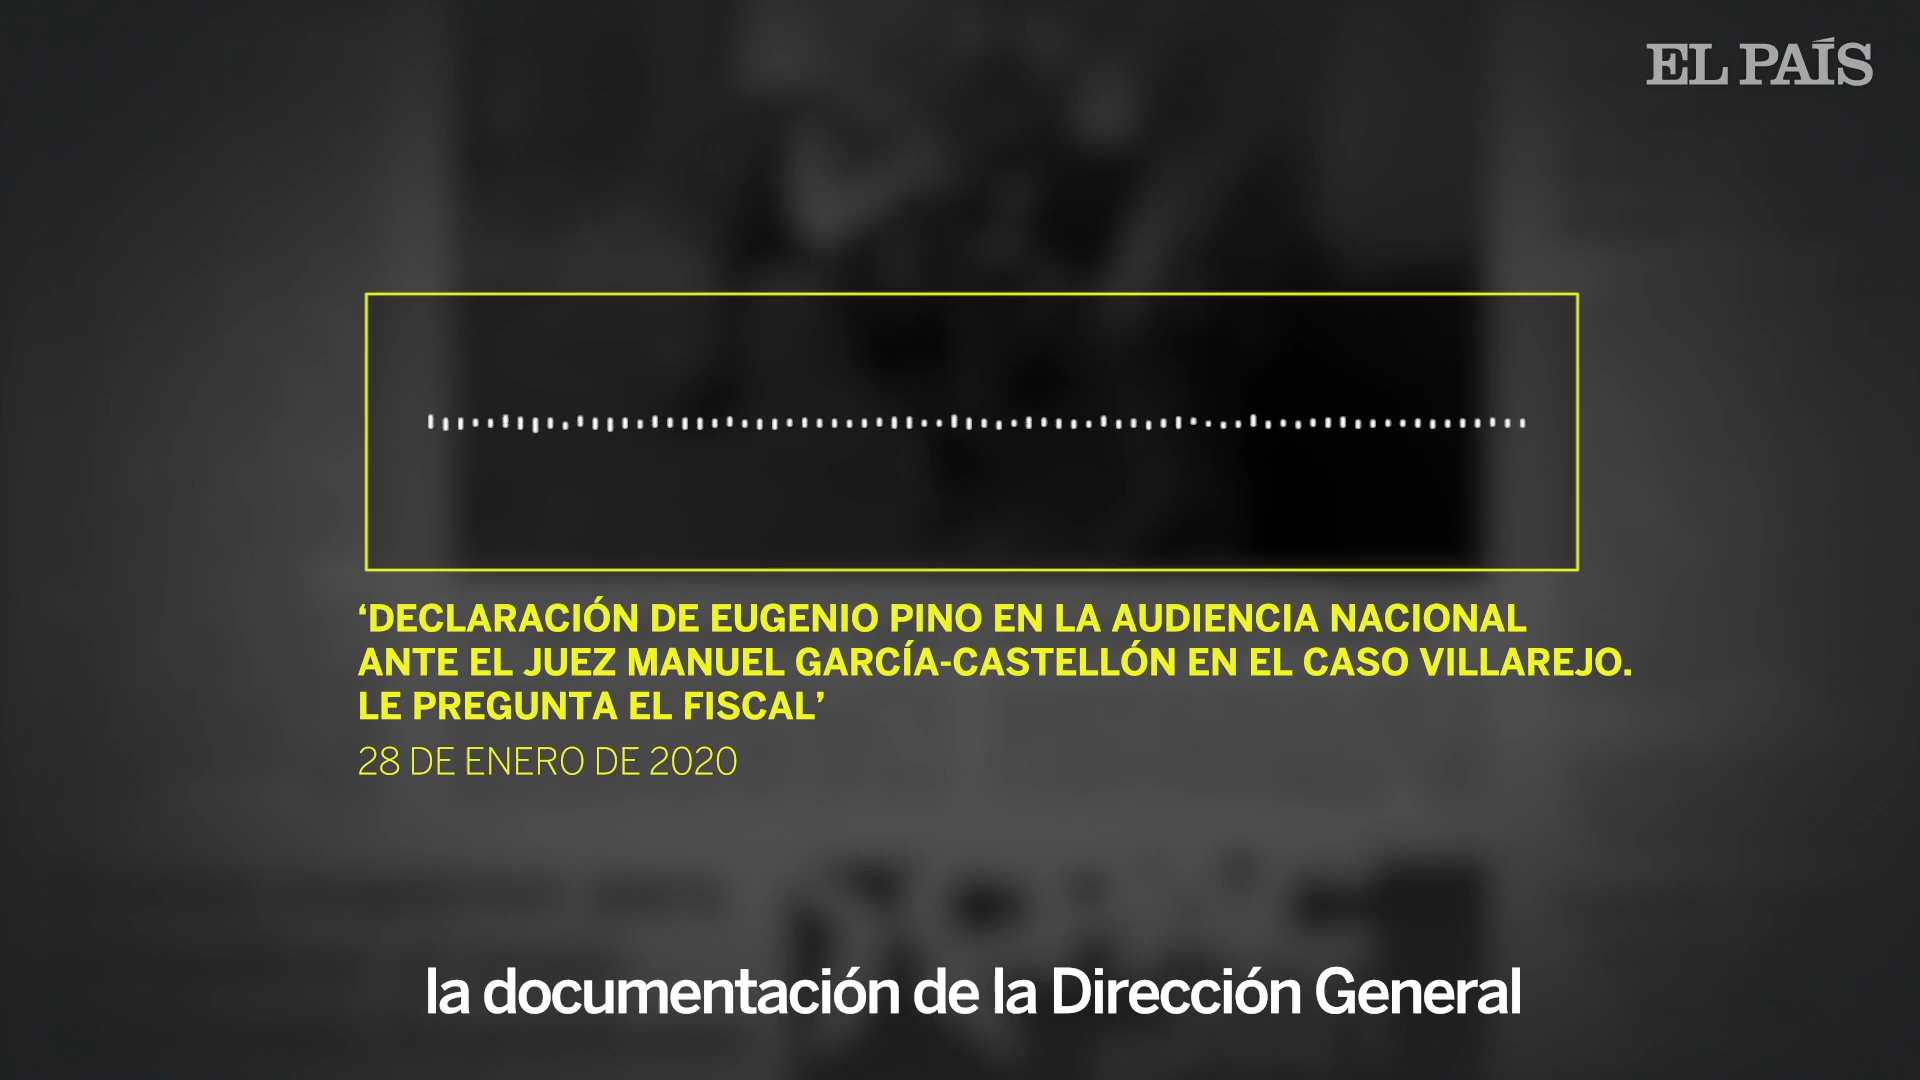 EL PAÍS
‘DECLARACIÓN DE EUGENIO PINO EN LA AUDIENCIA NACIONAL
ANTE EL JUEZ MANUEL GARCÍA-CASTELLÓN EN EL CASO VILLAREJO.
LE PREGUNTA EL FISCAL’
28 DE ENERO DE 2020
la documentación de la Dirección General